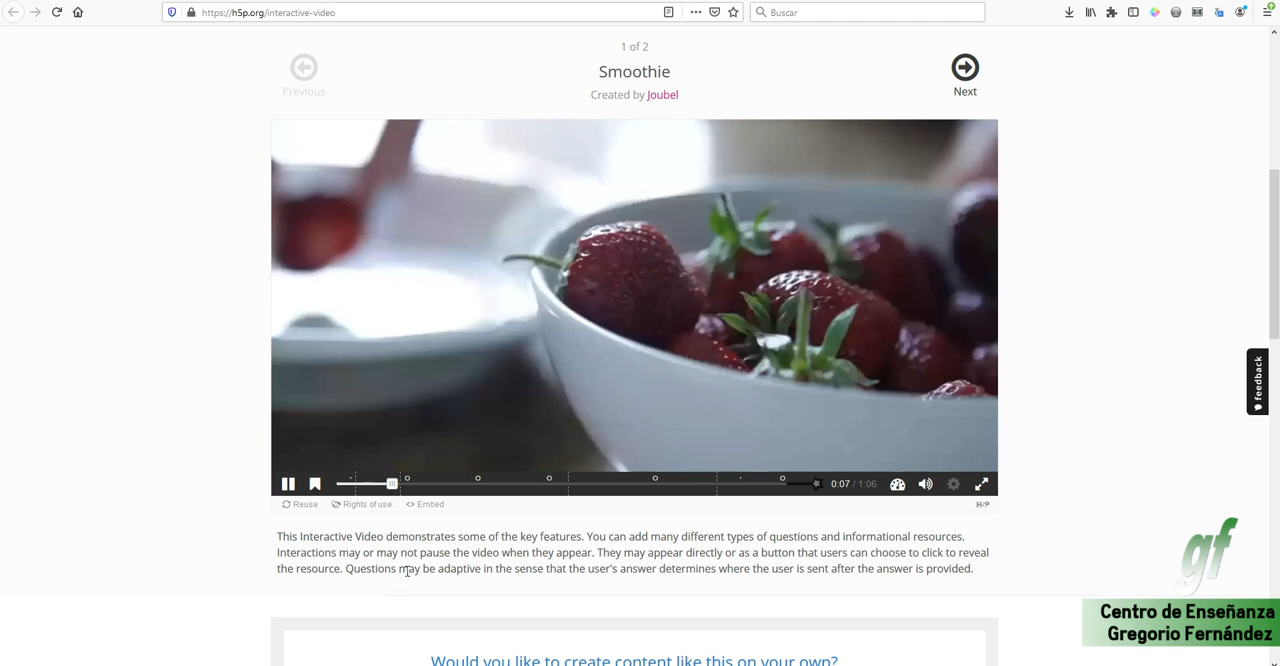 https://h5p.org/interactive-video
Buscar
1 of 2
Previous
Smoothie
Next
Created by Joubel
0:07 / 1:06
Reuse
Rights of use
<> Embed
H5P
feedback
This Interactive Video demonstrates some of the key features. You can add many different types of questions and informational resources.
Interactions may or may not pause the video when they appear. They may appear directly or as a button that users can choose to click to reveal
the resource. Questions may be adaptive in the sense that the user's answer determines where the user is sent after the answer is provided.
gf
Centro de Enseñanza
Gregorio Fernández
Would you like to create content like this on your own?